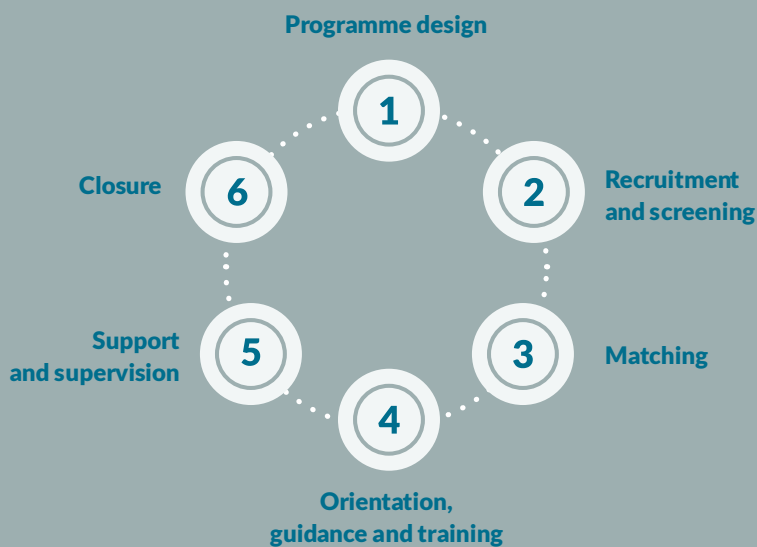 Programme design
1
2
Recruitment
and screening
3
Matching
4
Orientation,
guidance and training
5
Support
and supervision
6
Closure